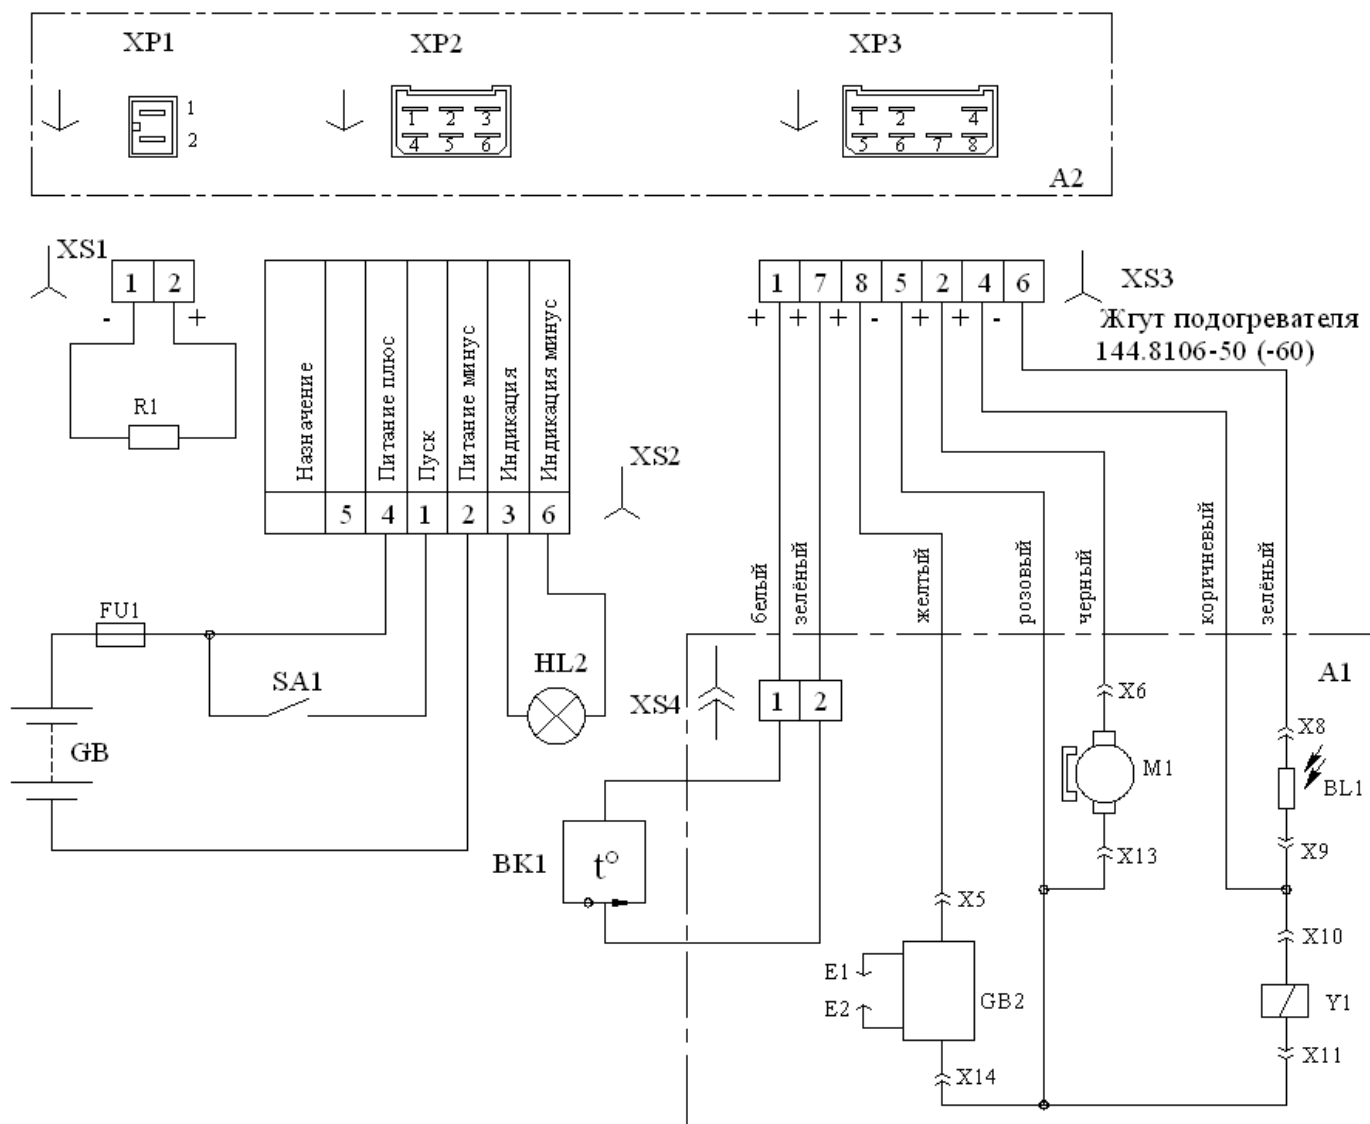 XP1 XP2 XP3
1
2
1 2 3
4 5 6
1 2 4
5 6 7 8
A2
XS1
1 2
- +
R1
Назначение
Питание плюс
Пуск
Питание минус
Индикация
Индикация минус
5 4 1 2 3 6
XS2
1 7 8 5 2 4 6
+ + + - + + -
XS3
Жгут подогревателя
144.8106-50 (-60)
белый
зелёный
желтый
розовый
черный
коричневый
зелёный
FU1
SA1
HL2
GB
XS4
1 2
A1
X6
X8
M1
BL1
X13
X9
BK1
t°
X5
X10
E1
E2
GB2
Y1
X14
X11